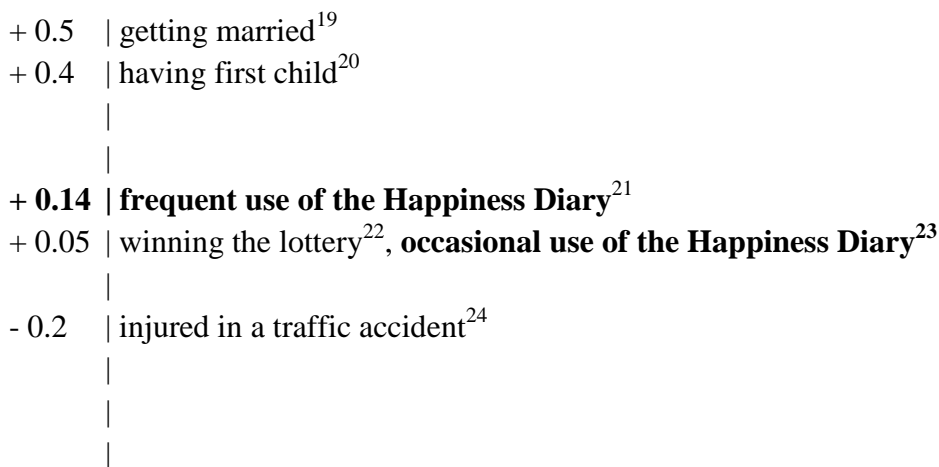 + 0.5 | getting married¹⁹
+ 0.4 | having first child²⁰
|
|
+ 0.14 | frequent use of the Happiness Diary²¹
+ 0.05 | winning the lottery²², occasional use of the Happiness Diary²³
|
- 0.2 | injured in a traffic accident²⁴
|
|
|